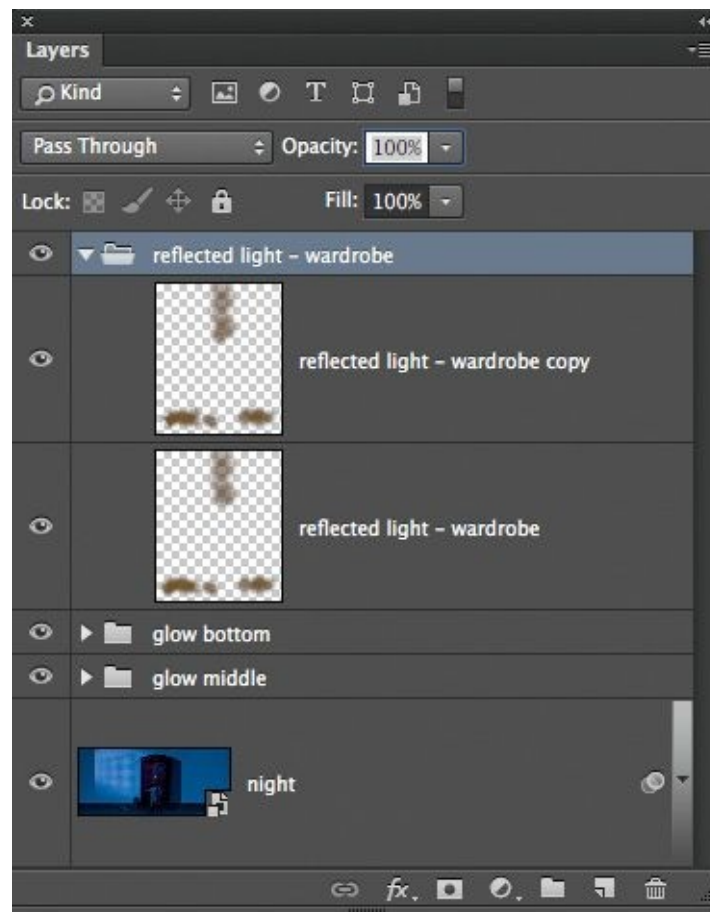 Layers
Kind
T
Pass Through Opacity: 100%
Lock: Fill: 100%
reflected light – wardrobe
reflected light – wardrobe copy
reflected light – wardrobe
glow bottom
glow middle
night
fx.